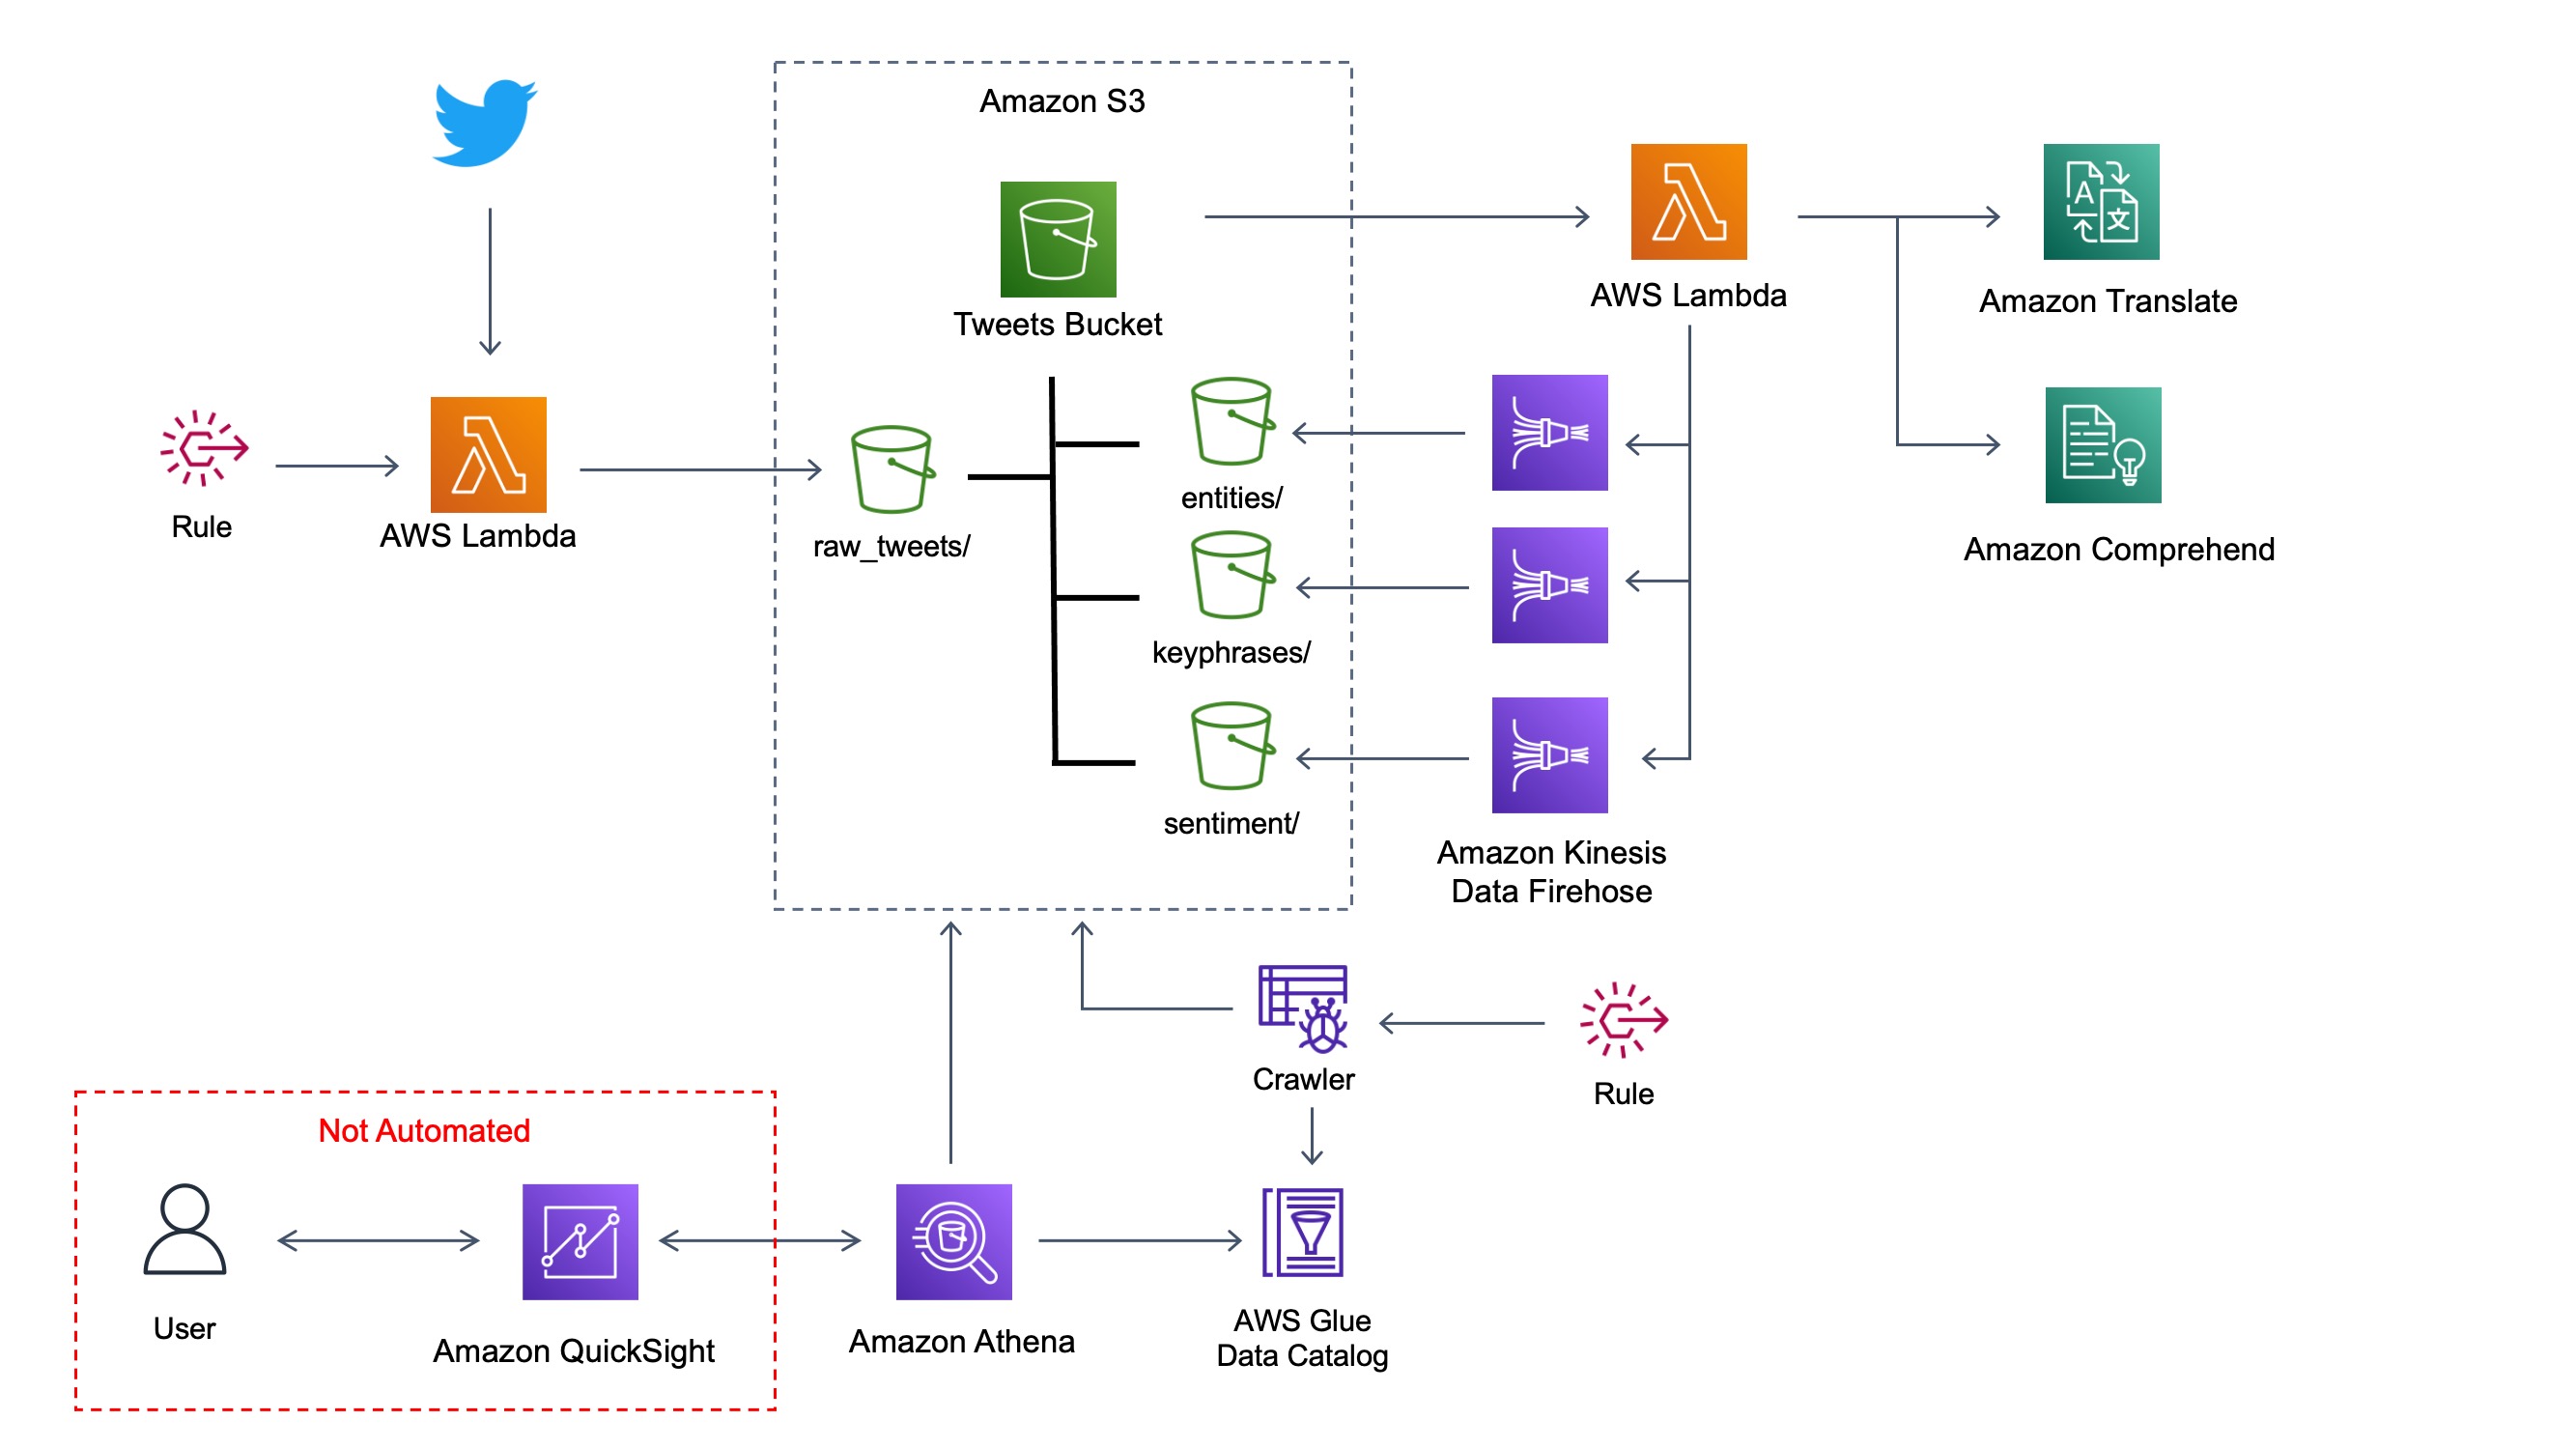 Amazon S3
Tweets Bucket
AWS Lambda
Amazon Translate
Rule
AWS Lambda
raw_tweets/
entities/
keyphrases/
sentiment/
Amazon Comprehend
Amazon Kinesis
Data Firehose
Crawler
Rule
Not Automated
User
Amazon QuickSight
Amazon Athena
AWS Glue
Data Catalog